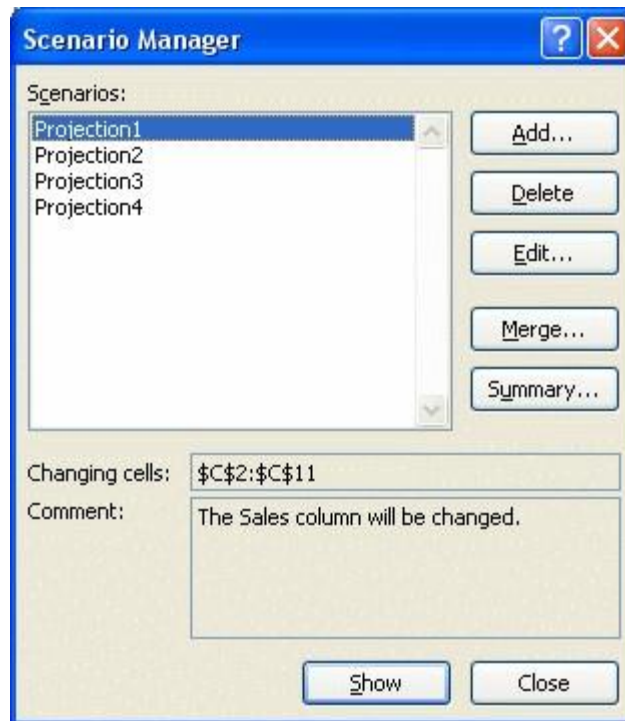 Scenario Manager
?
Scenarios:
Projection1
Projection2
Projection3
Projection4
Add...
Delete
Edit...
Merge...
Summary...
Changing cells: $C$2:$C$11
Comment: The Sales column will be changed.
Show
Close